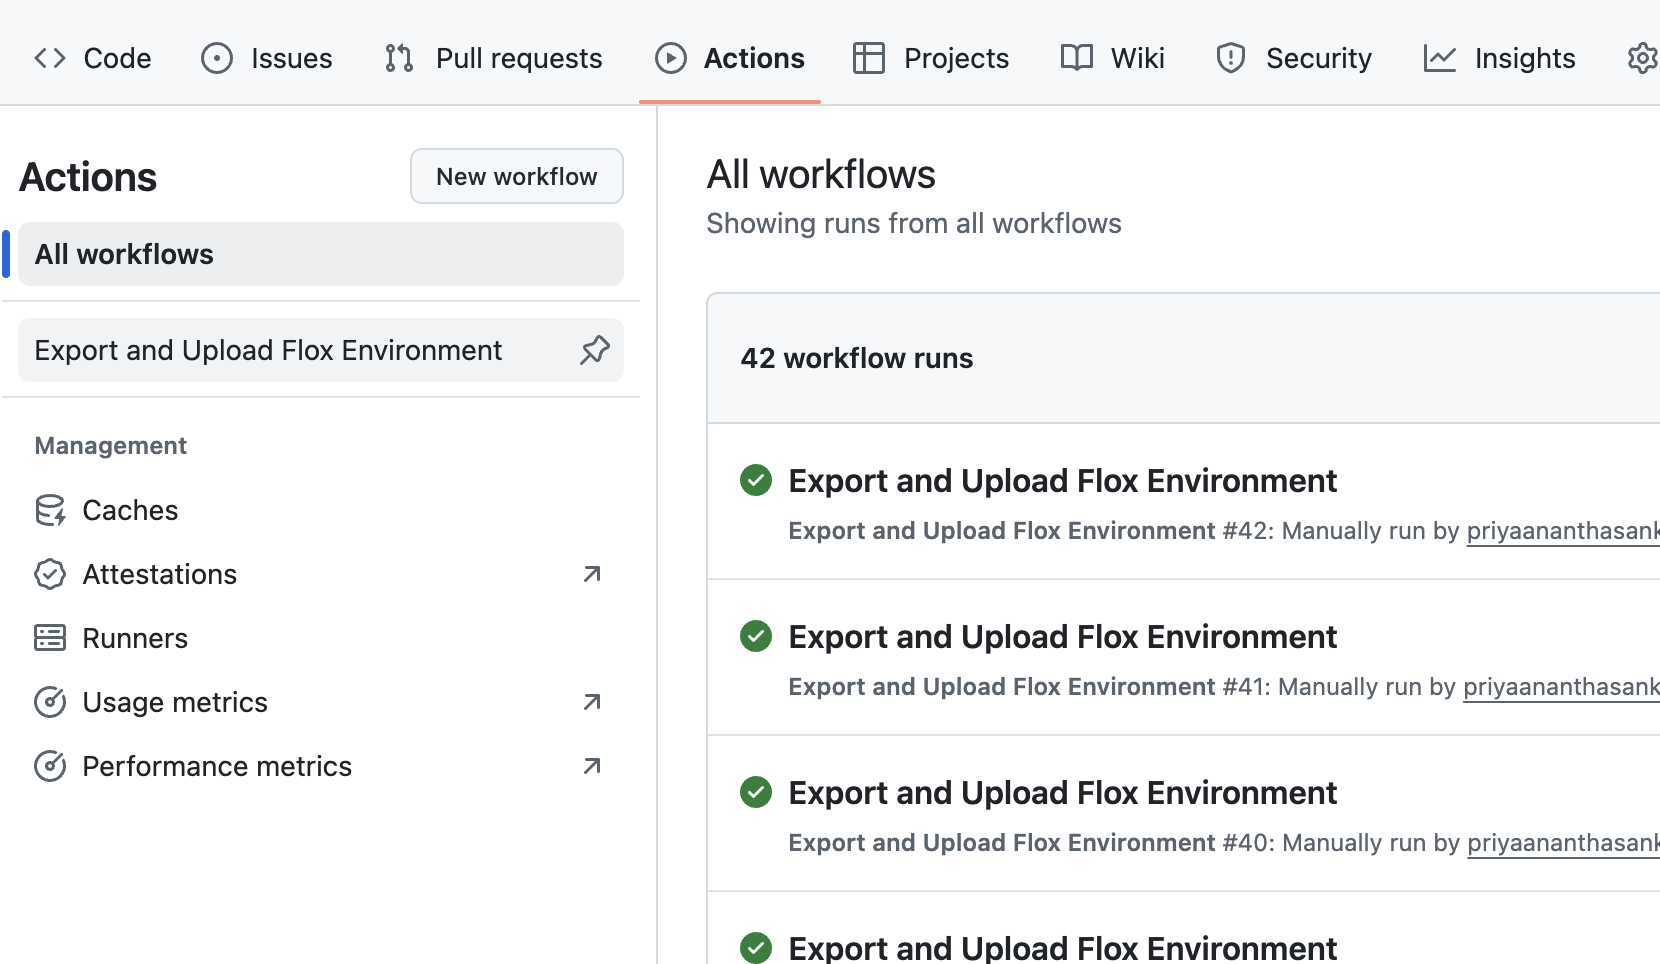 Code Issues Pull requests Actions Projects Wiki Security Insights
Actions
New workflow
All workflows
Export and Upload Flox Environment
Management
Caches
Attestations
Runners
Usage metrics
Performance metrics
All workflows
Showing runs from all workflows
42 workflow runs
Export and Upload Flox Environment
Export and Upload Flox Environment #42: Manually run by priyaananthasank
Export and Upload Flox Environment
Export and Upload Flox Environment #41: Manually run by priyaananthasank
Export and Upload Flox Environment
Export and Upload Flox Environment #40: Manually run by priyaananthasank
Export and Upload Flox Environment